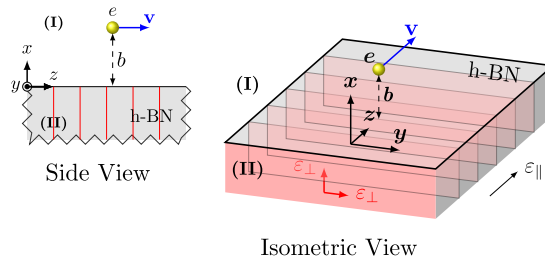 (I)
e
v
b
x
y
z
(II)
h-BN
Side View
(I)
e
v
h-BN
b
x
z
y
(II)
ε⊥
ε⊥
ε∥
Isometric View